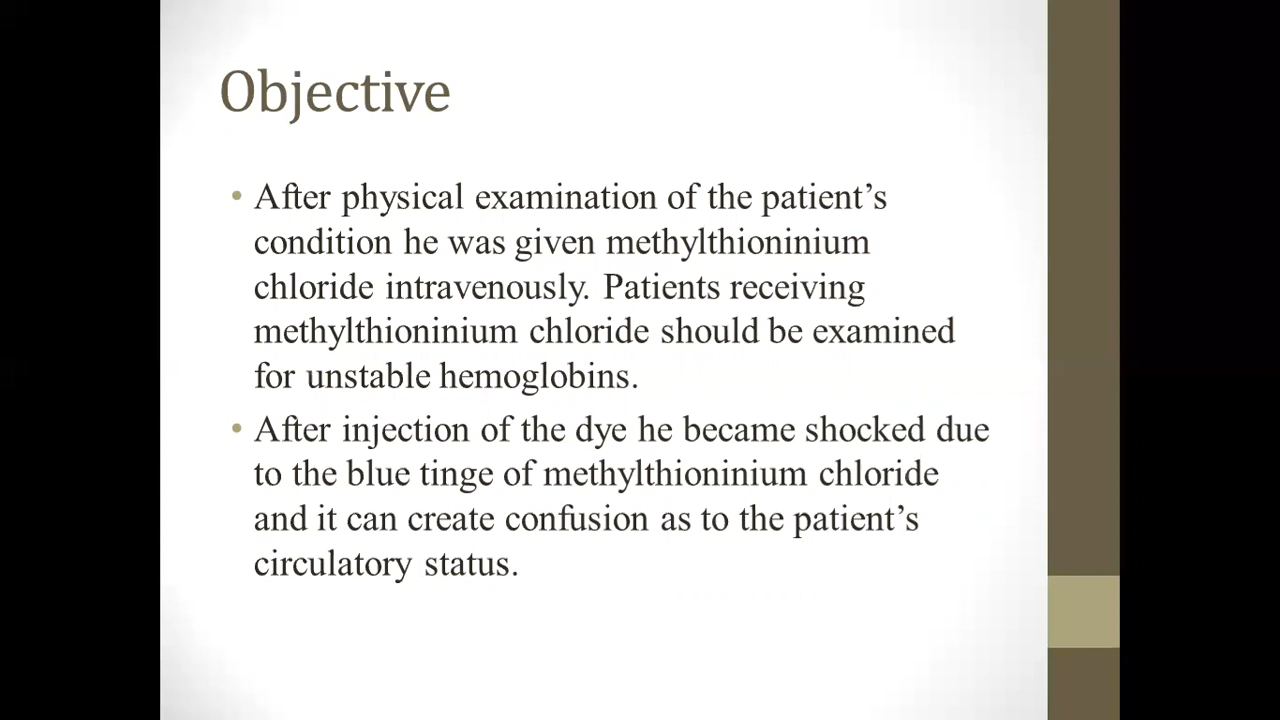 Objective
• After physical examination of the patient’s
condition he was given methylthioninium
chloride intravenously. Patients receiving
methylthioninium chloride should be examined
for unstable hemoglobins.
• After injection of the dye he became shocked due
to the blue tinge of methylthioninium chloride
and it can create confusion as to the patient’s
circulatory status.